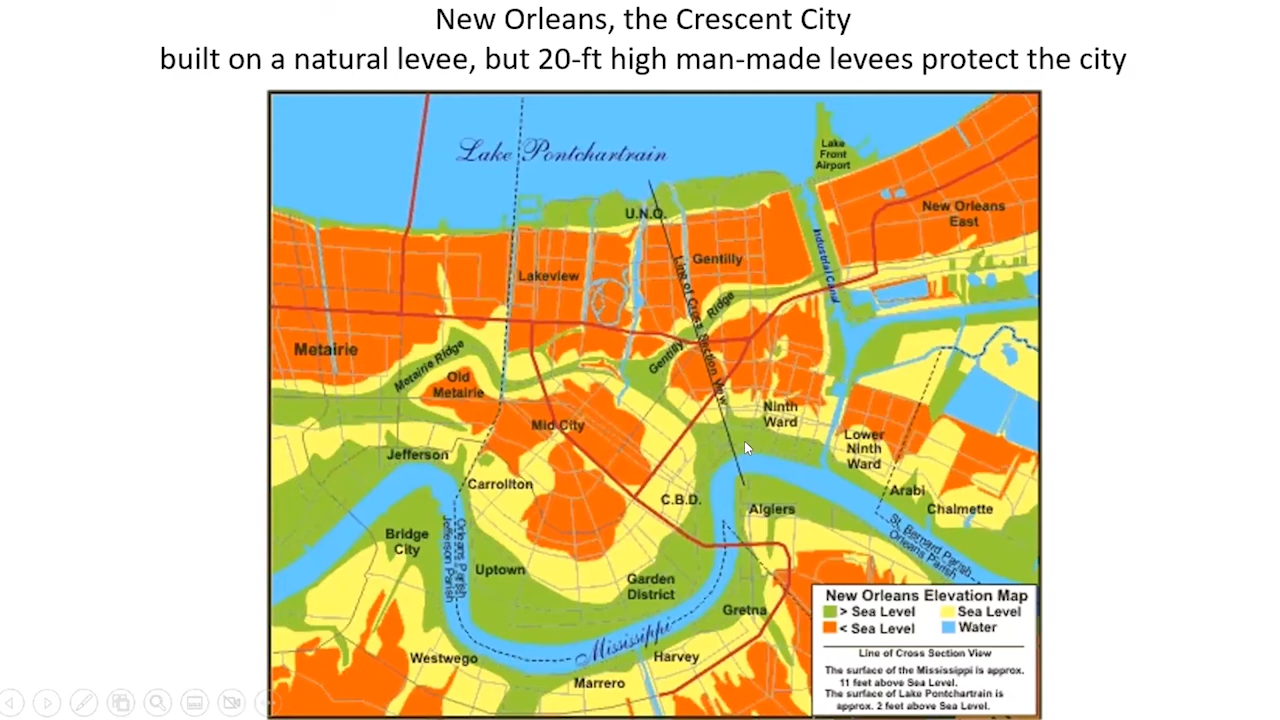 New Orleans, the Crescent City
built on a natural levee, but 20-ft high man-made levees protect the city
Lake Pontchartrain
Lake
Front
Airport
U.N.O.
New Orleans
East
Industrial Canal
Gentilly
Lakeview
Line of Cross Section View
Gentilly Ridge
Metairie
Metairie Ridge
Old
Metairie
Mid City
Ninth
Ward
Lower
Ninth
Ward
Jefferson
Carrollton
C.B.D.
Arabi
Algiers
Chalmette
St. Bernard Parish
Orleans Parish
Bridge
City
Orleans Parish
Jefferson Parish
Uptown
Garden
District
Gretna
Mississippi
Westwego
Harvey
Marrero
New Orleans Elevation Map
> Sea Level
Sea Level
< Sea Level
Water
Line of Cross Section View
The surface of the Mississippi is approx.
11 feet above Sea Level.
The surface of Lake Pontchartrain is
approx. 2 feet above Sea Level.